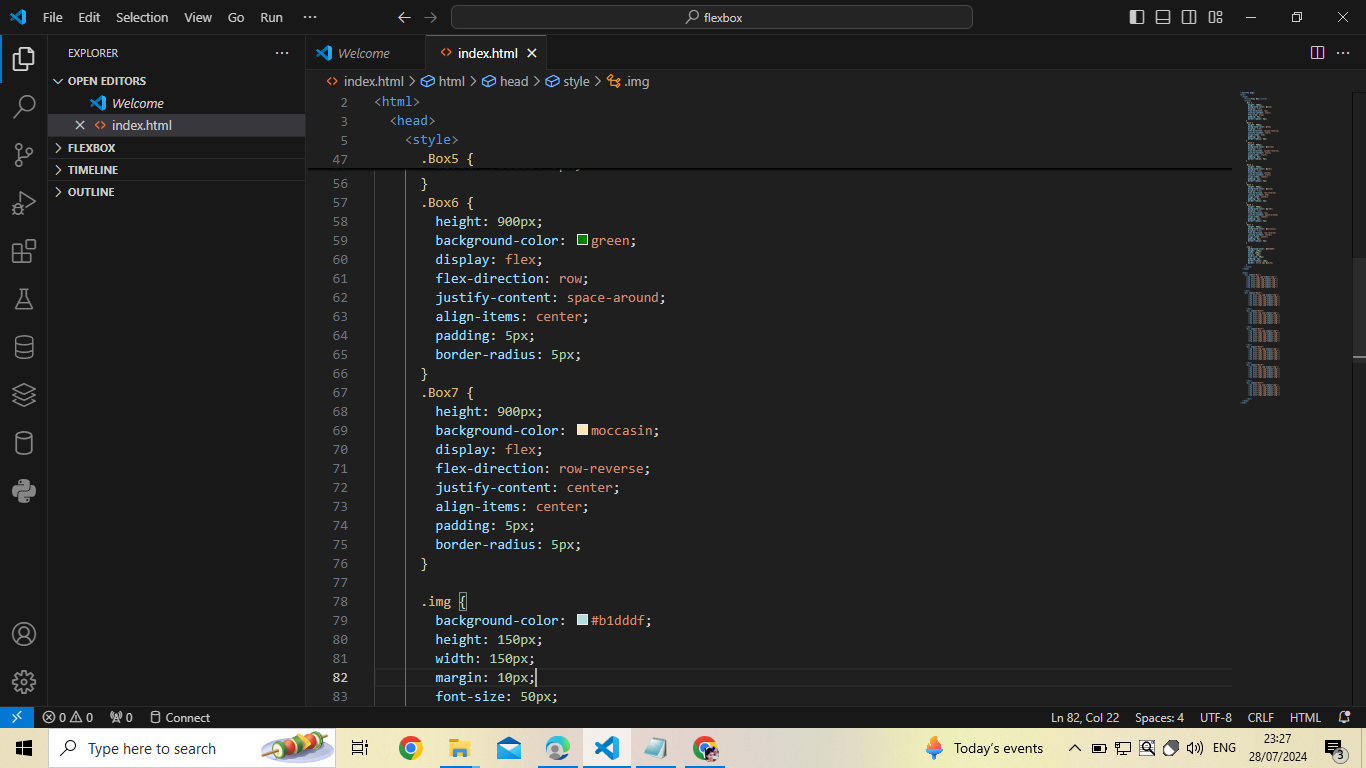 File Edit Selection View Go Run ··· flexbox
EXPLORER ···
OPEN EDITORS
Welcome
index.html
FLEXBOX
TIMELINE
OUTLINE
Welcome index.html
index.html > html > head > style > .img
2 <html>
3 <head>
5 <style>
47 .Box5 {
56 }
57 .Box6 {
58 height: 900px;
59 background-color: green;
60 display: flex;
61 flex-direction: row;
62 justify-content: space-around;
63 align-items: center;
64 padding: 5px;
65 border-radius: 5px;
66 }
67 .Box7 {
68 height: 900px;
69 background-color: moccasin;
70 display: flex;
71 flex-direction: row-reverse;
72 justify-content: center;
73 align-items: center;
74 padding: 5px;
75 border-radius: 5px;
76 }
77
78 .img {
79 background-color: #b1dddf;
80 height: 150px;
81 width: 150px;
82 margin: 10px;
83 font-size: 50px;
0 0 0 Connect Ln 82, Col 22 Spaces: 4 UTF-8 CRLF HTML
Type here to search Today's events ENG 23:27
28/07/2024 3